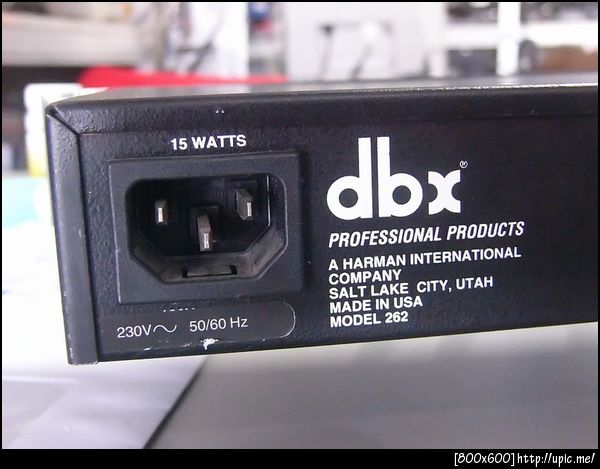 15 WATTS
dbx®
PROFESSIONAL PRODUCTS
A HARMAN INTERNATIONAL
COMPANY
SALT LAKE CITY, UTAH
MADE IN USA
MODEL 262
230V～ 50/60 Hz
[800x600]http://upic.me/